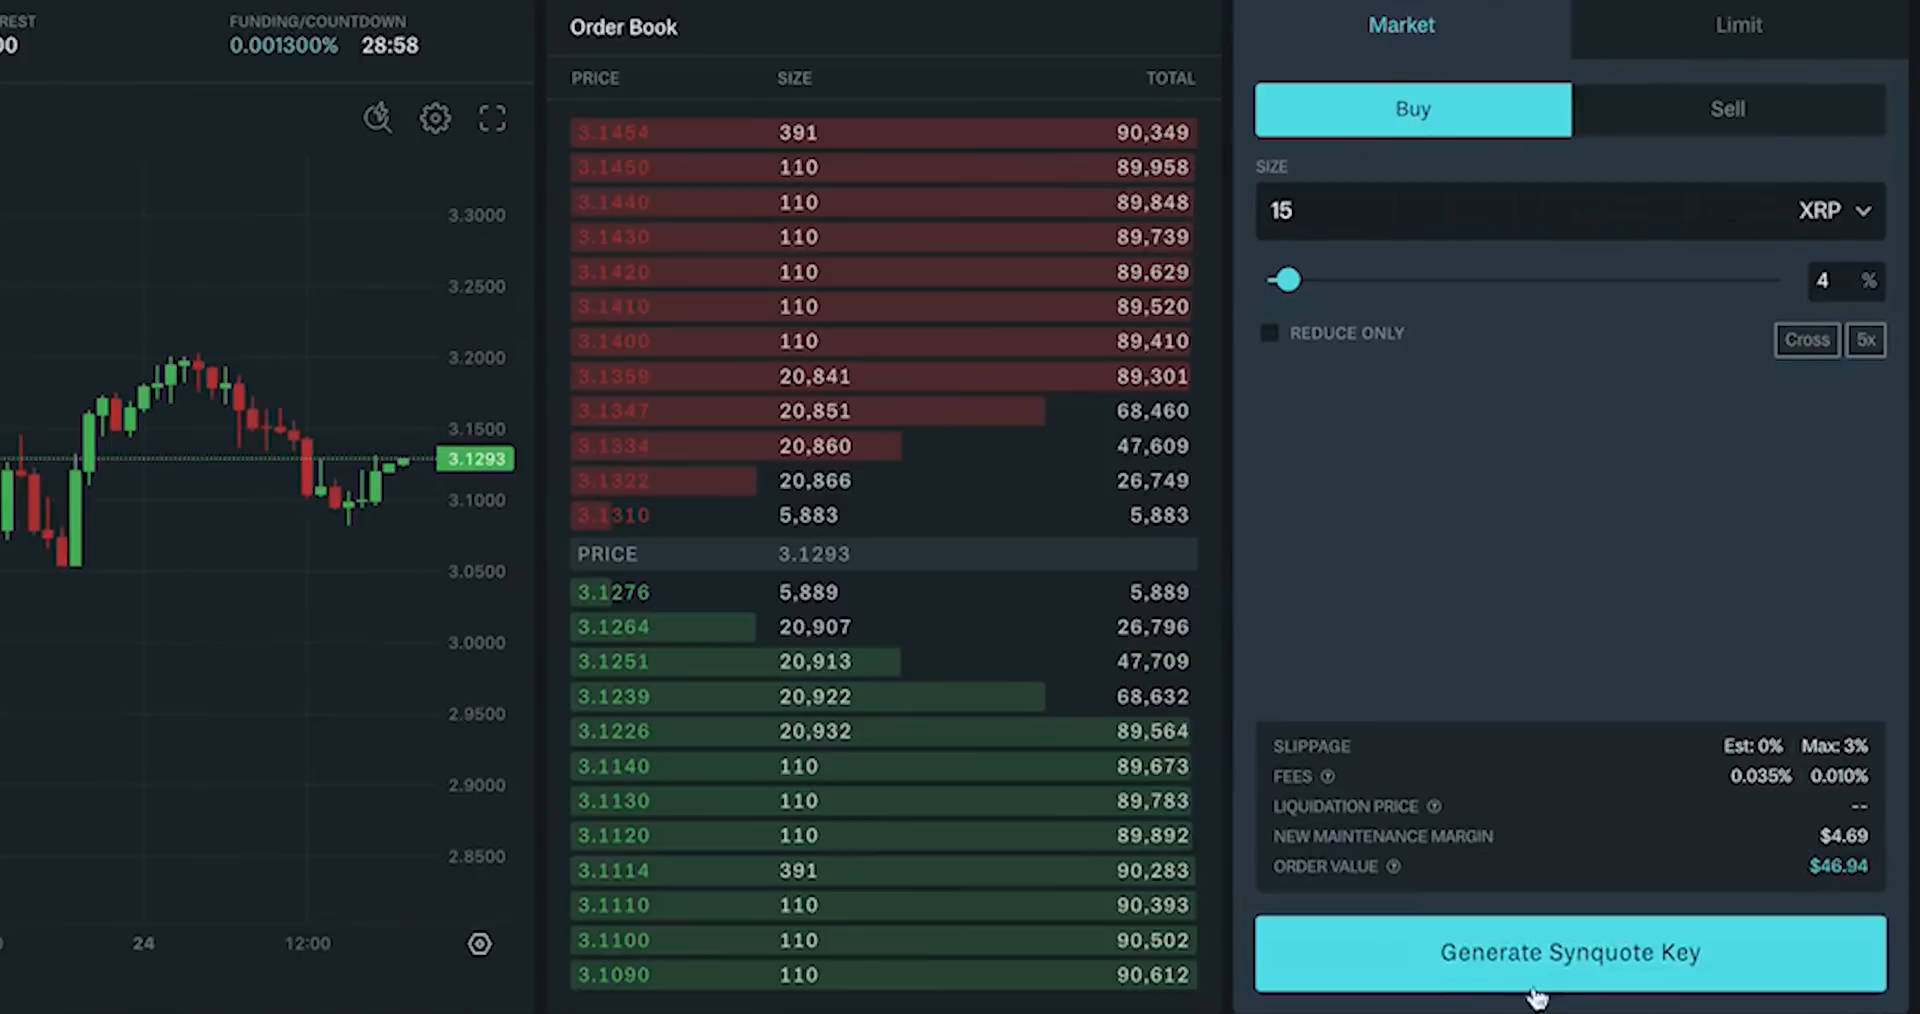 REST
00
FUNDING/COUNTDOWN
0.001300% 28:58
3.3000
3.2500
3.2000
3.1500
3.1293
3.1000
3.0500
3.0000
2.9500
2.9000
2.8500
24 12:00
Order Book
PRICE SIZE TOTAL
3.1454 391 90,349
3.1450 110 89,958
3.1440 110 89,848
3.1430 110 89,739
3.1420 110 89,629
3.1410 110 89,520
3.1400 110 89,410
3.1359 20,841 89,301
3.1347 20,851 68,460
3.1334 20,860 47,609
3.1322 20,866 26,749
3.1310 5,883 5,883
PRICE 3.1293
3.1276 5,889 5,889
3.1264 20,907 26,796
3.1251 20,913 47,709
3.1239 20,922 68,632
3.1226 20,932 89,564
3.1140 110 89,673
3.1130 110 89,783
3.1120 110 89,892
3.1114 391 90,283
3.1110 110 90,393
3.1100 110 90,502
3.1090 110 90,612
Market Limit
Buy Sell
SIZE
15 XRP
4 %
REDUCE ONLY Cross 5x
SLIPPAGE Est: 0% Max: 3%
FEES 0.035% 0.010%
LIQUIDATION PRICE --
NEW MAINTENANCE MARGIN $4.69
ORDER VALUE $46.94
Generate Synquote Key